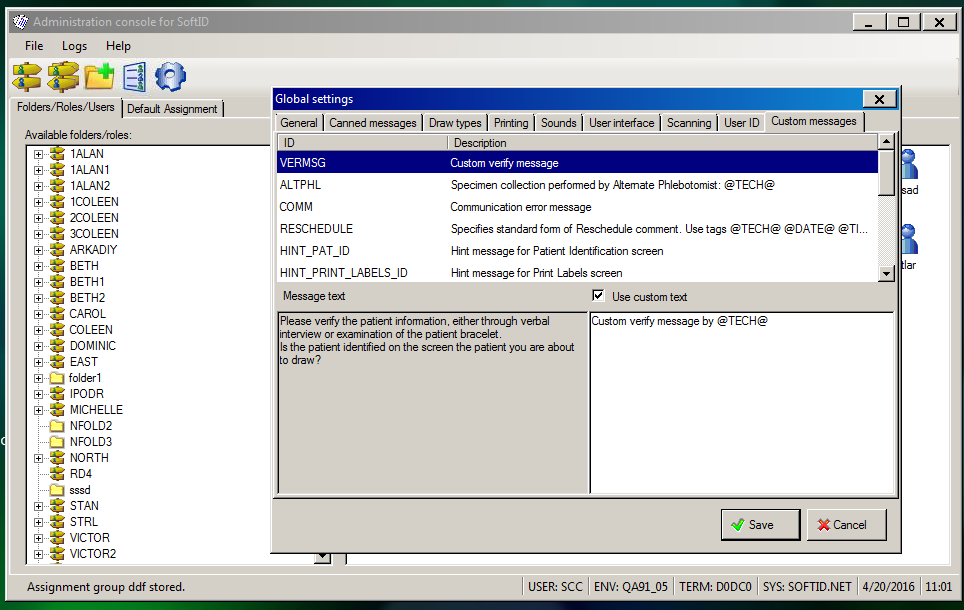 Administration console for SoftID
File Logs Help
Folders/Roles/Users Default Assignment
Available folders/roles:
1ALAN
1ALAN1
1ALAN2
1COLEEN
2COLEEN
3COLEEN
ARKADIY
BETH
BETH1
BETH2
CAROL
COLEEN
DOMINIC
EAST
folder1
IPODR
MICHELLE
NFOLD2
NFOLD3
NORTH
RD4
sssd
STAN
STRL
VICTOR
VICTOR2
sad
tlar
Global settings
General Canned messages Draw types Printing Sounds User interface Scanning User ID Custom messages
ID Description
VERMSG Custom verify message
ALTPHL Specimen collection performed by Alternate Phlebotomist: @TECH@
COMM Communication error message
RESCHEDULE Specifies standard form of Reschedule comment. Use tags @TECH@ @DATE@ @TI...
HINT_PAT_ID Hint message for Patient Identification screen
HINT_PRINT_LABELS_ID Hint message for Print Labels screen
Message text Use custom text
Please verify the patient information, either through verbal
interview or examination of the patient bracelet.
Is the patient identified on the screen the patient you are about
to draw?
Custom verify message by @TECH@
Save Cancel
Assignment group ddf stored. USER: SCC ENV: QA91_05 TERM: D0DC0 SYS: SOFTID.NET 4/20/2016 11:01